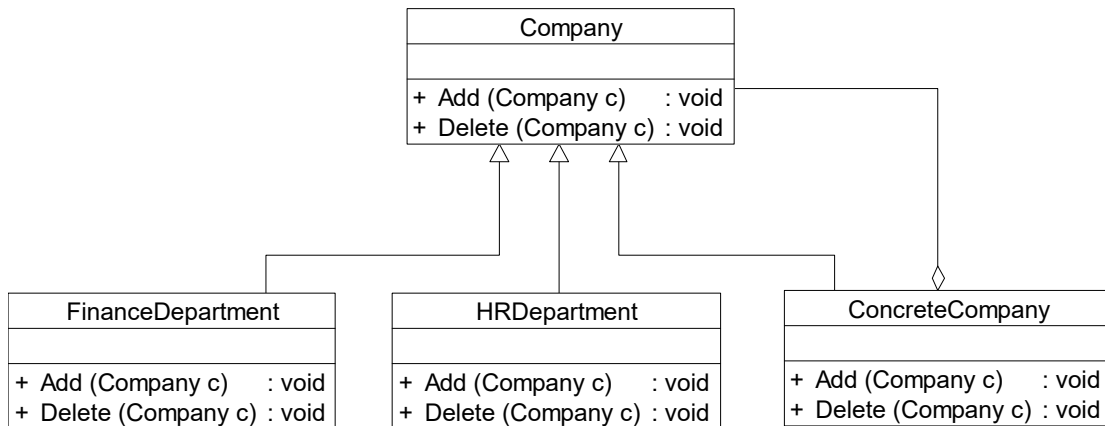 Company
+ Add (Company c) : void
+ Delete (Company c) : void
FinanceDepartment
+ Add (Company c) : void
+ Delete (Company c) : void
HRDepartment
+ Add (Company c) : void
+ Delete (Company c) : void
ConcreteCompany
+ Add (Company c) : void
+ Delete (Company c) : void